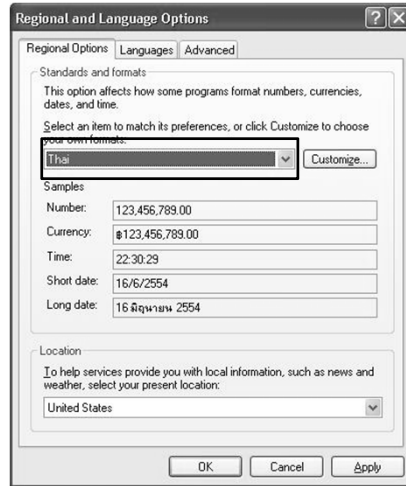 Regional and Language Options
Regional Options Languages Advanced
Standards and formats
This option affects how some programs format numbers, currencies,
dates, and time.
Select an item to match its preferences, or click Customize to choose
your own formats:
Thai Customize...
Samples
Number: 123,456,789.00
Currency: ฿123,456,789.00
Time: 22:30:29
Short date: 16/6/2554
Long date: 16 มิถุนายน 2554
Location
To help services provide you with local information, such as news and
weather, select your present location:
United States
OK Cancel Apply